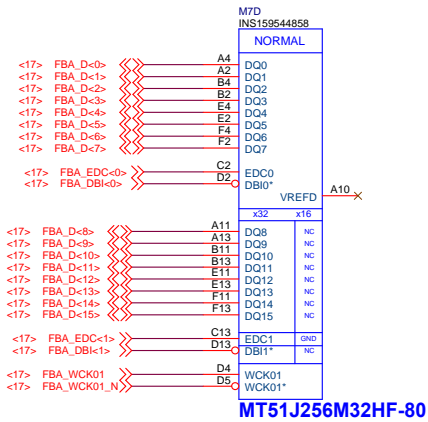 M7D
INS159544858
NORMAL
<17> FBA_D<0> A4 DQ0
<17> FBA_D<1> A2 DQ1
<17> FBA_D<2> B4 DQ2
<17> FBA_D<3> B2 DQ3
<17> FBA_D<4> E4 DQ4
<17> FBA_D<5> E2 DQ5
<17> FBA_D<6> F4 DQ6
<17> FBA_D<7> F2 DQ7
<17> FBA_EDC<0> C2 EDC0
<17> FBA_DBI<0> D2 DBI0*
VREFD A10
x32 x16
<17> FBA_D<8> A11 DQ8 NC
<17> FBA_D<9> A13 DQ9 NC
<17> FBA_D<10> B11 DQ10 NC
<17> FBA_D<11> B13 DQ11 NC
<17> FBA_D<12> E11 DQ12 NC
<17> FBA_D<13> E13 DQ13 NC
<17> FBA_D<14> F11 DQ14 NC
<17> FBA_D<15> F13 DQ15 NC
<17> FBA_EDC<1> C13 EDC1 GND
<17> FBA_DBI<1> D13 DBI1* NC
<17> FBA_WCK01 D4 WCK01
<17> FBA_WCK01_N D5 WCK01*
MT51J256M32HF-80